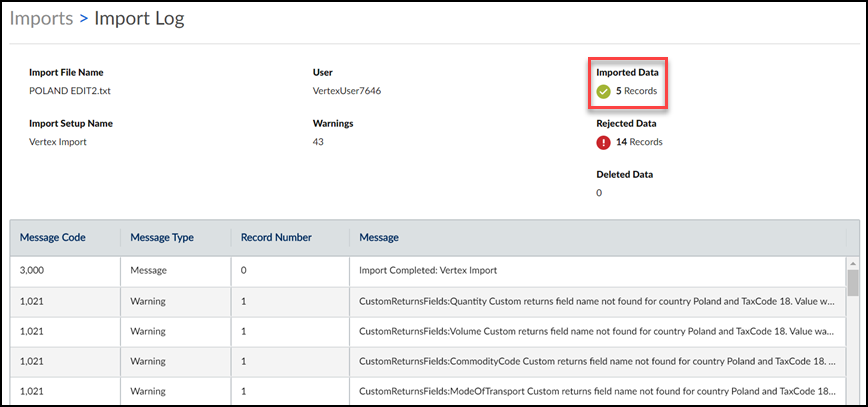 Imports > Import Log
Import File Name User Imported Data
POLAND EDIT2.txt VertexUser7646 5 Records
Import Setup Name Warnings Rejected Data
Vertex Import 43 14 Records
Deleted Data
0
Message Code Message Type Record Number Message
3,000 Message 0 Import Completed: Vertex Import
1,021 Warning 1 CustomReturnsFields:Quantity Custom returns field name not found for country Poland and TaxCode 18. Value w...
1,021 Warning 1 CustomReturnsFields:Volume Custom returns field name not found for country Poland and TaxCode 18. Value wa...
1,021 Warning 1 CustomReturnsFields:CommodityCode Custom returns field name not found for country Poland and TaxCode 18. ...
1,021 Warning 1 CustomReturnsFields:ModeOfTransport Custom returns field name not found for country Poland and TaxCode 18...